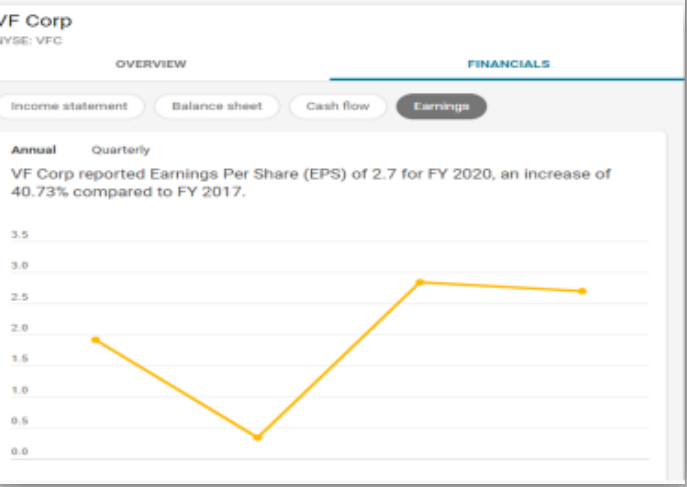 VF Corp
NYSE: VFC
OVERVIEW FINANCIALS
Income statement Balance sheet Cash flow Earnings
Annual Quarterly
VF Corp reported Earnings Per Share (EPS) of 2.7 for FY 2020, an increase of
40.73% compared to FY 2017.
3.5
3.0
2.5
2.0
1.5
1.0
0.5
0.0